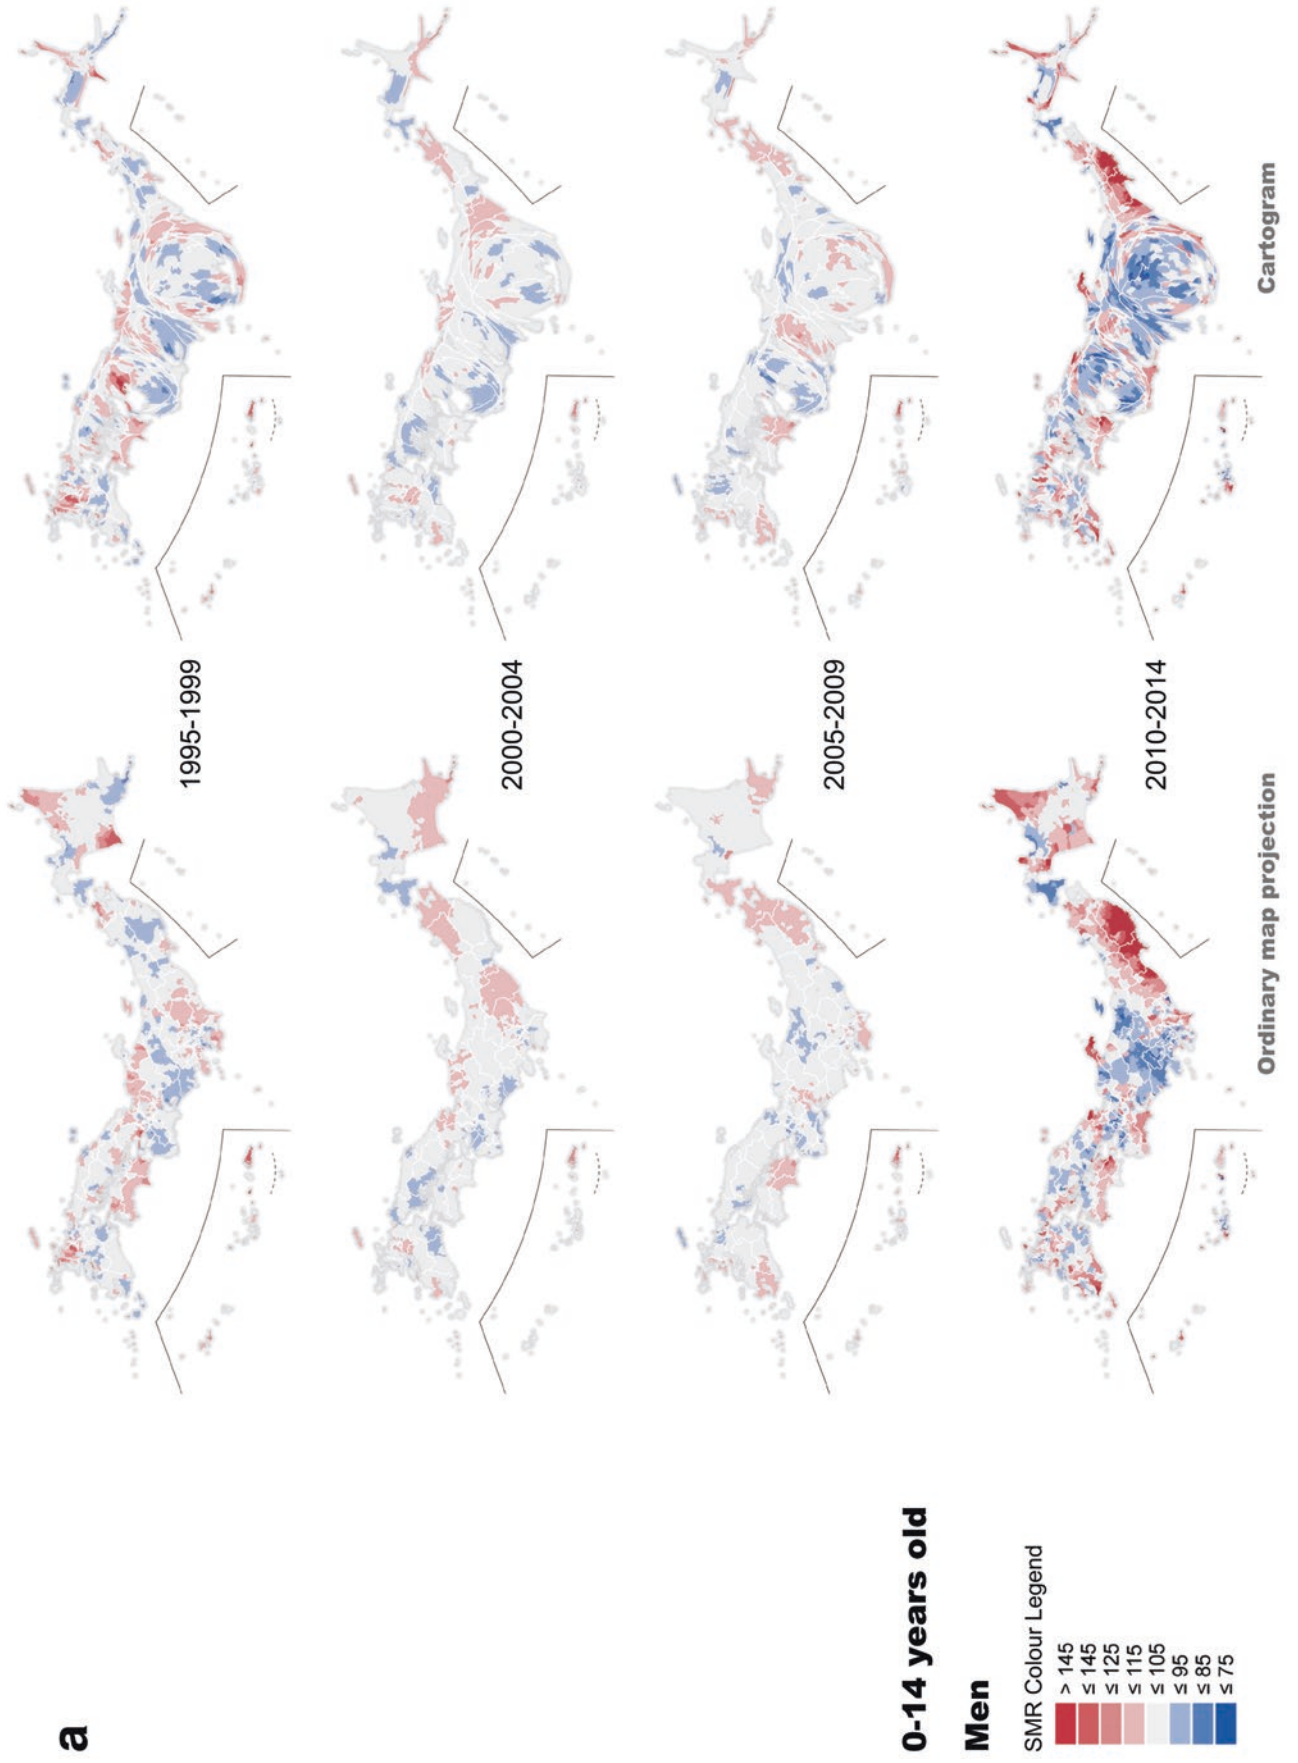 a
1995-1999
2000-2004
2005-2009
2010-2014
Ordinary map projection
Cartogram
0-14 years old
Men
SMR Colour Legend
> 145
≤ 145
≤ 125
≤ 115
≤ 105
≤ 95
≤ 85
≤ 75